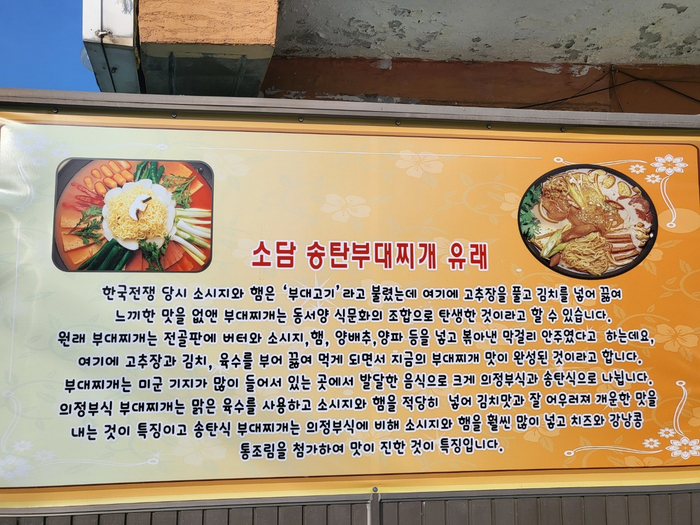 소담 송탄부대찌개 유래
한국전쟁 당시 소시지와 햄은 '부대고기'라고 불렸는데 여기에 고추장을 풀고 김치를 넣어 끓여
느끼한 맛을 없앤 부대찌개는 동서양 식문화의 조합으로 탄생한 것이라고 할 수 있습니다.
원래 부대찌개는 전골판에 버터와 소시지,햄, 양배추,양파 등을 넣고 볶아낸 막걸리 안주였다고 하는데요,
여기에 고추장과 김치, 육수를 부어 끓여 먹게 되면서 지금의 부대찌개 맛이 완성된 것이라고 합니다.
부대찌개는 미군 기지가 많이 들어서 있는 곳에서 발달한 음식으로 크게 의정부식과 송탄식으로 나뉩니다.
의정부식 부대찌개는 맑은 육수를 사용하고 소시지와 햄을 적당히 넣어 김치맛과 잘 어우러져 개운한 맛을
내는 것이 특징이고 송탄식 부대찌개는 의정부식에 비해 소시지와 햄을 훨씬 많이 넣고 치즈와 강낭콩
통조림을 첨가하여 맛이 진한 것이 특징입니다.